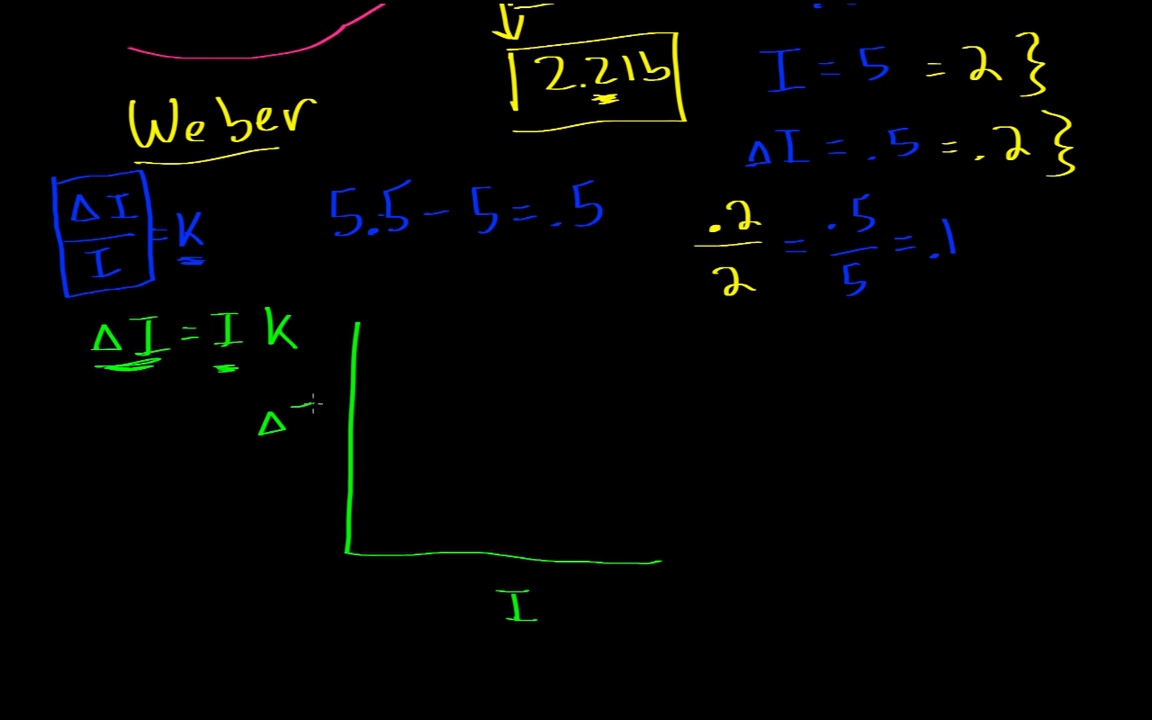 2.2lb
I = 5 = 2 }
Weber
ΔI = .5 = .2 }
ΔI/I = K
5.5 - 5 = .5
.2/2 = .5/5 = .1
ΔI = I K
Δ
I